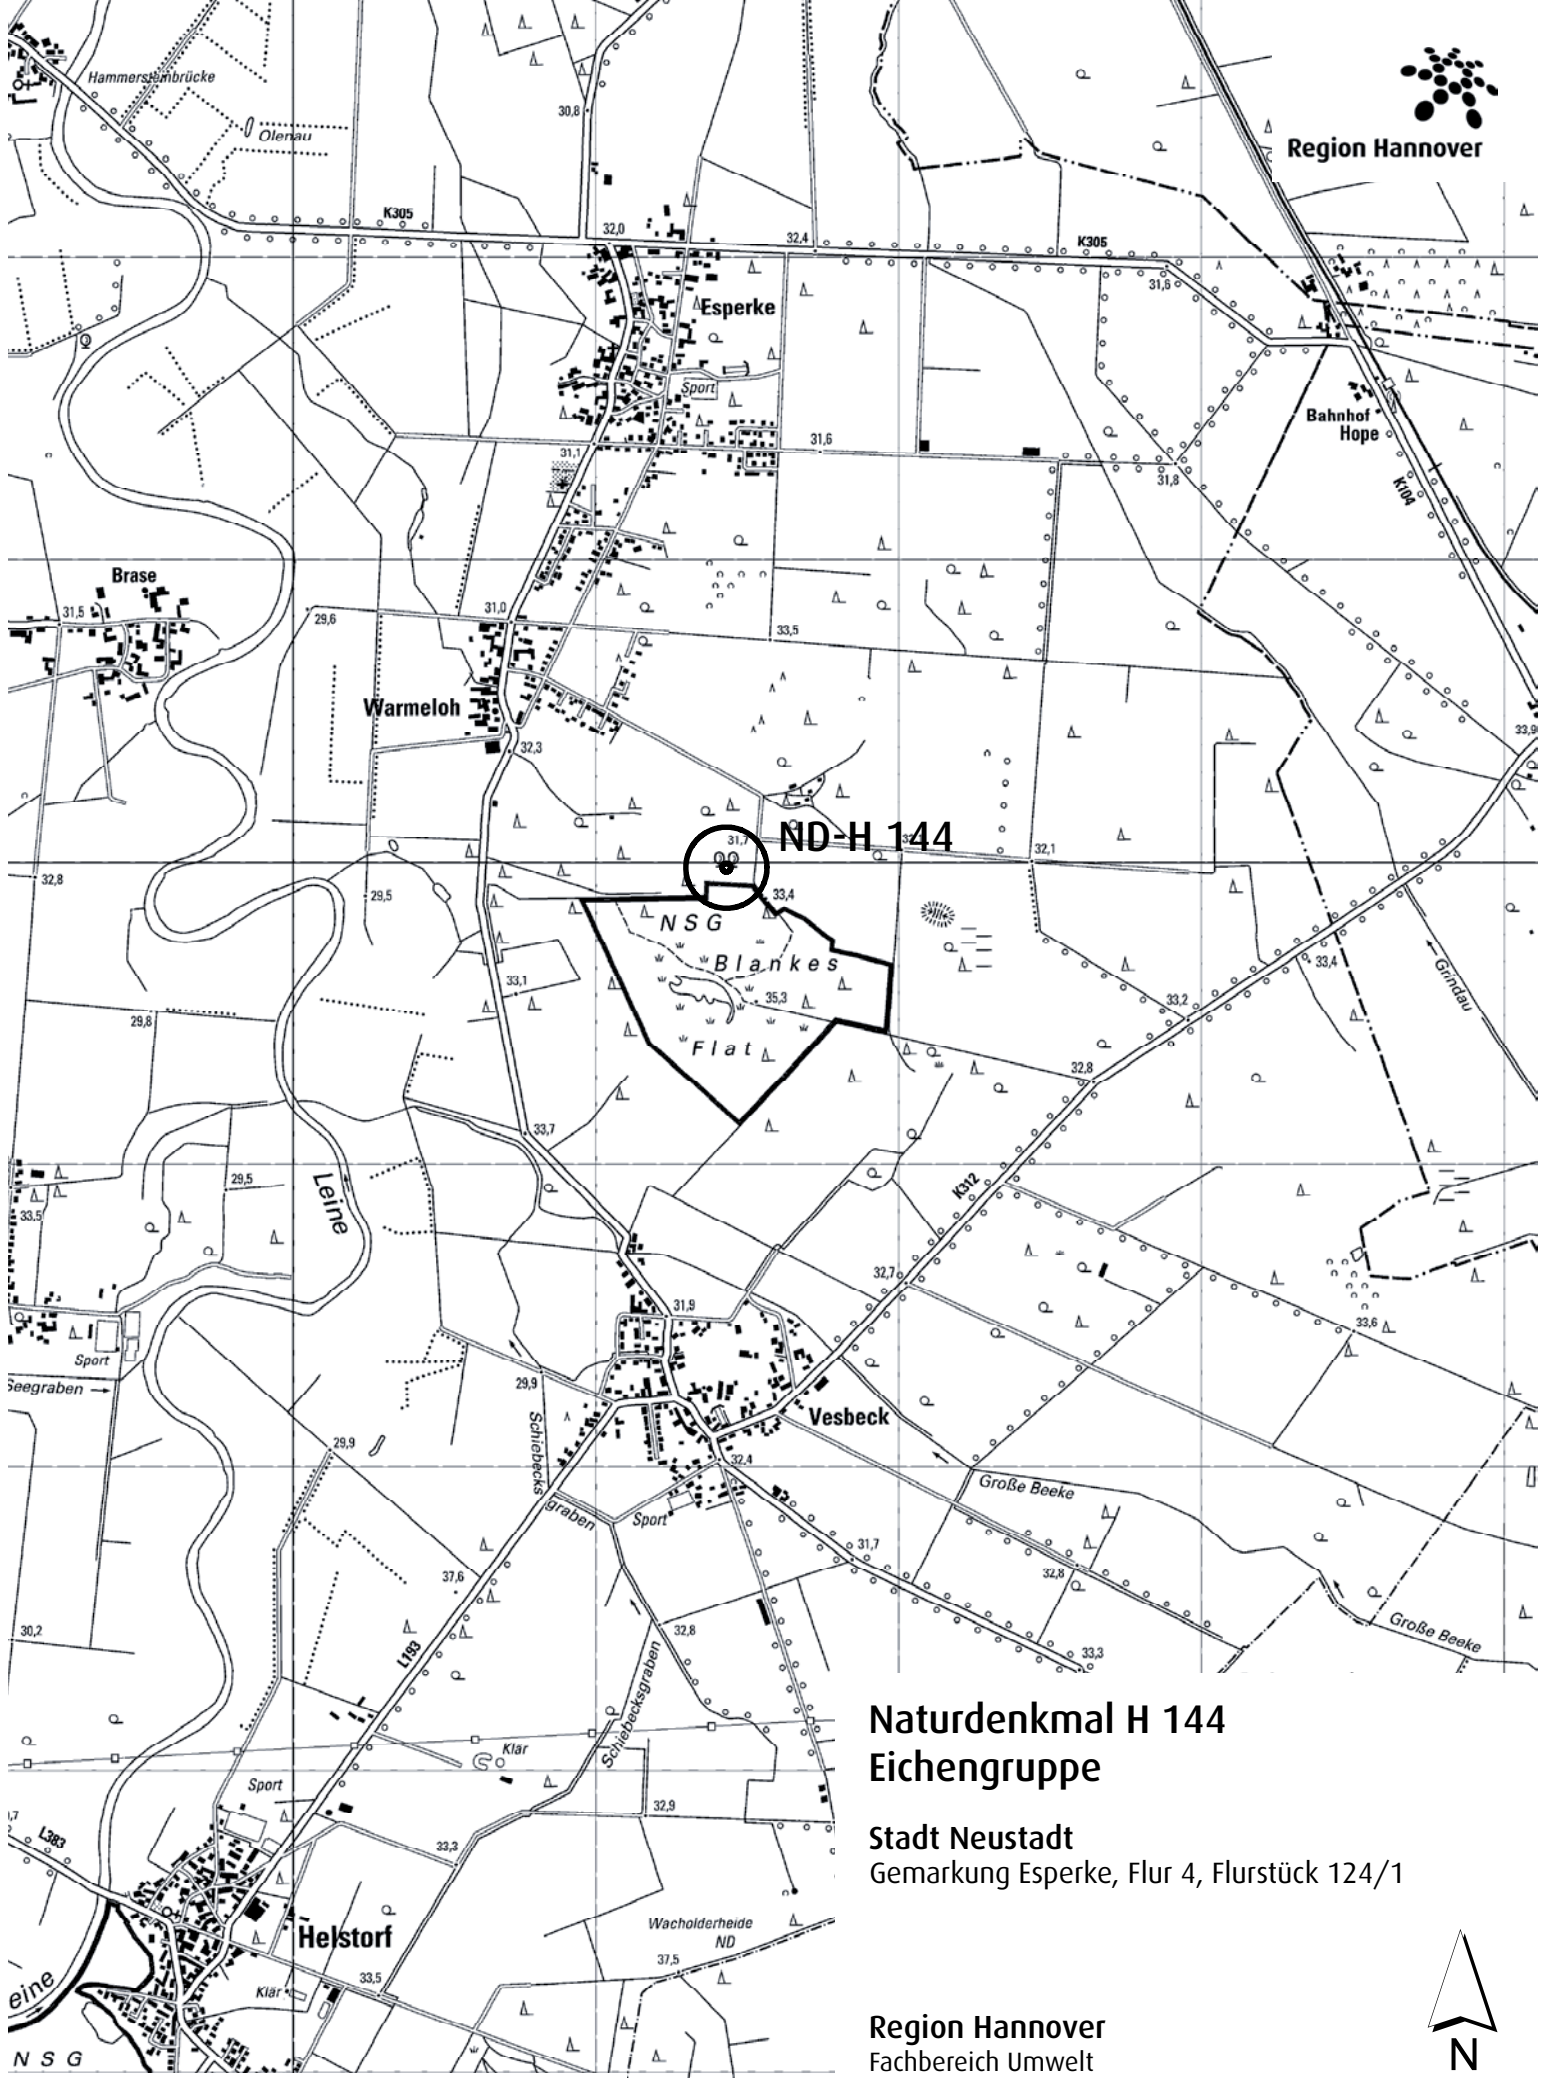 Hammersteinbrücke
Olenau
30,8
Region Hannover
K305
32,0
32,4
K305
31,6
Esperke
Sport
Bahnhof
Hope
31,1
31,6
31,8
K104
Brase
31,5
31,0
29,6
33,5
Warmeloh
32,3
33,9
31,7
ND-H 144
32,1
32,8
29,5
33,4
NSG
Blankes
35,3
Flat
33,1
33,4
Grindau
33,2
29,8
32,8
33,7
Leine
29,5
33,5
K312
32,7
31,9
33,6
Sport
Seegraben
29,9
Vesbeck
Schiebecks
graben
29,9
32,4
Große Beeke
Sport
31,7
32,8
37,6
30,2
L193
32,8
Große Beeke
33,3
Schiebecksgraben
Klär
Sport
32,9
33,3
L383
Helstorf
Wacholderheide
ND
37,5
33,5
Klär
eine
NSG
Naturdenkmal H 144
Eichengruppe
Stadt Neustadt
Gemarkung Esperke, Flur 4, Flurstück 124/1
Region Hannover
Fachbereich Umwelt
N